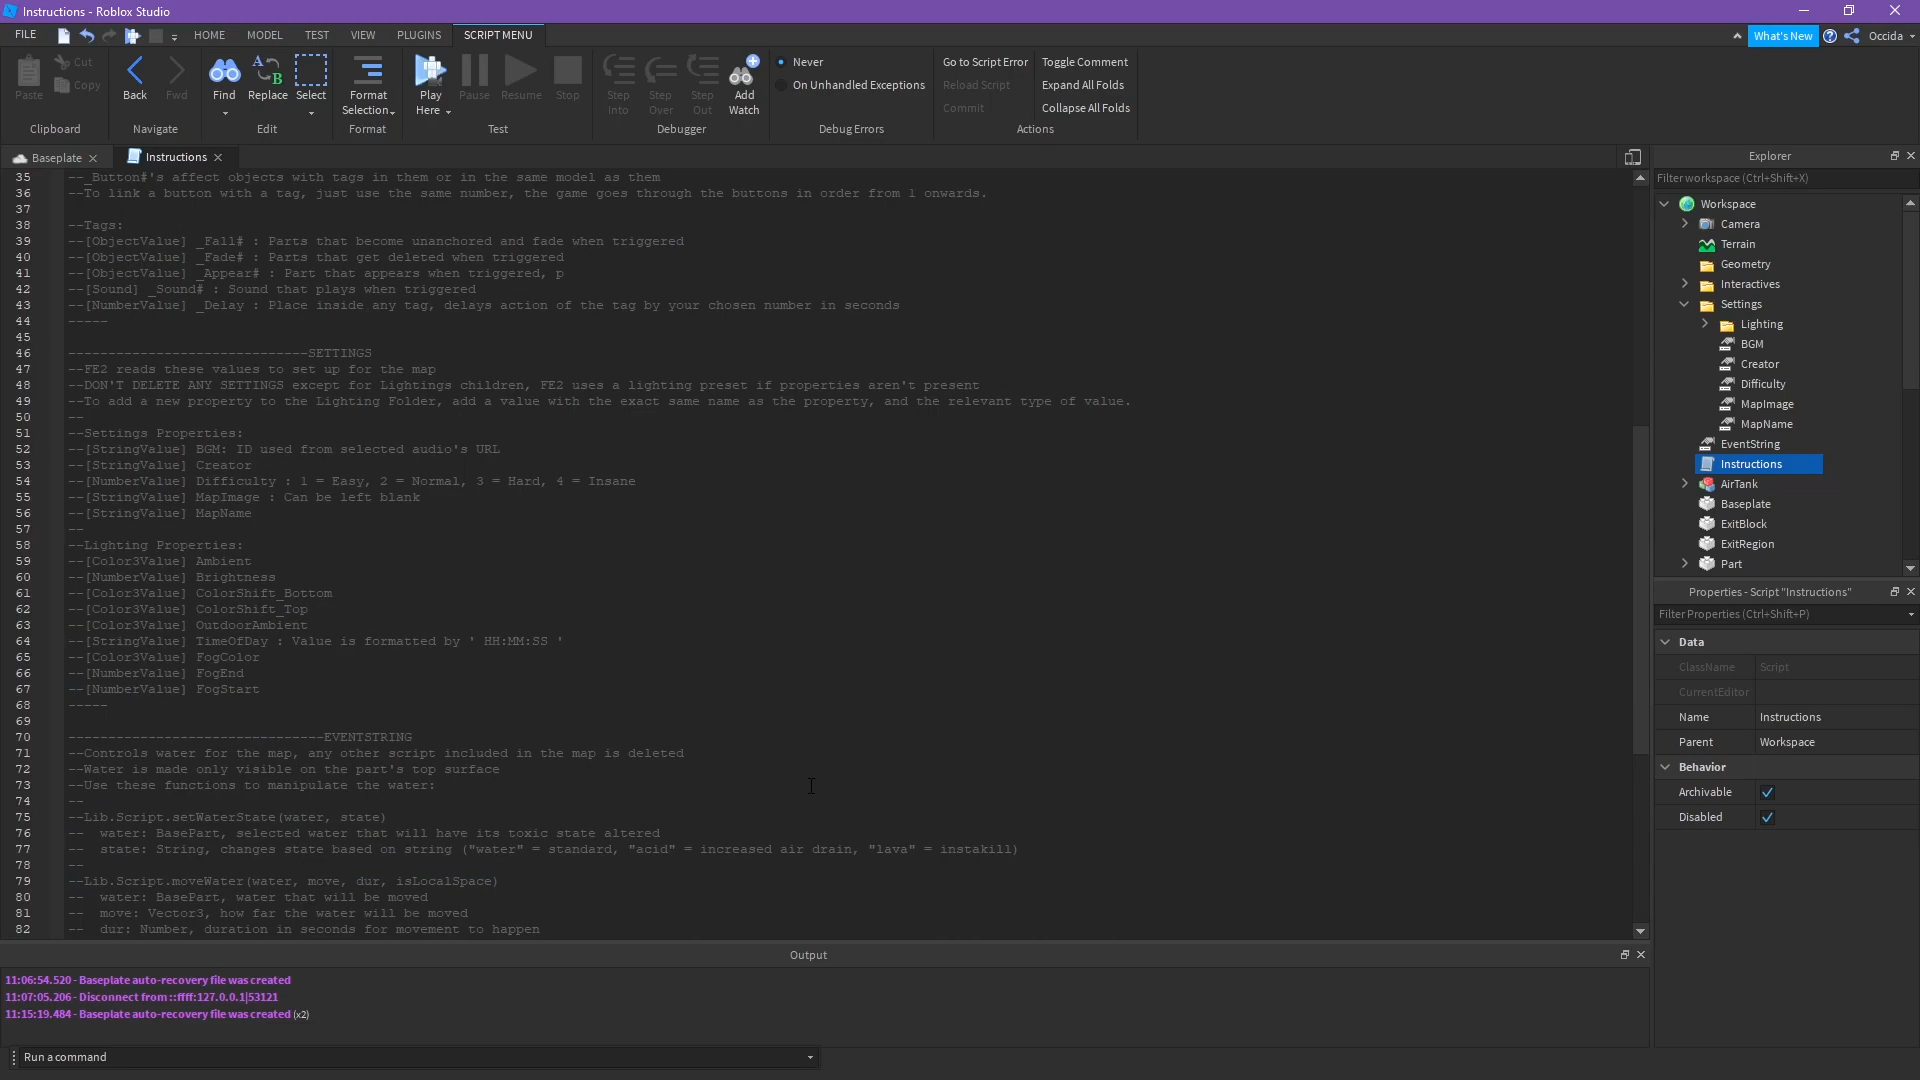 Instructions - Roblox Studio
FILE
HOME
MODEL
TEST
VIEW
PLUGINS
SCRIPT MENU
What's New
Occida
Paste
Cut
Copy
Clipboard
Back
Fwd
Navigate
Find
Replace
Select
Edit
Format
Selection
Format
Play
Here
Pause
Resume
Stop
Test
Step
Into
Step
Over
Step
Out
Add
Watch
Debugger
Never
On Unhandled Exceptions
Debug Errors
Go to Script Error
Reload Script
Commit
Toggle Comment
Expand All Folds
Collapse All Folds
Actions
Baseplate
Instructions
35 --_Button#'s affect objects with tags in them or in the same model as them
36 --To link a button with a tag, just use the same number, the game goes through the buttons in order from 1 onwards.
37
38 --Tags:
39 --[ObjectValue] _Fall# : Parts that become unanchored and fade when triggered
40 --[ObjectValue] _Fade# : Parts that get deleted when triggered
41 --[ObjectValue] _Appear# : Part that appears when triggered, p
42 --[Sound] _Sound# : Sound that plays when triggered
43 --[NumberValue] _Delay : Place inside any tag, delays action of the tag by your chosen number in seconds
44 -----
45
46 ------------------------------SETTINGS
47 --FE2 reads these values to set up for the map
48 --DON'T DELETE ANY SETTINGS except for Lightings children, FE2 uses a lighting preset if properties aren't present
49 --To add a new property to the Lighting Folder, add a value with the exact same name as the property, and the relevant type of value.
50 --
51 --Settings Properties:
52 --[StringValue] BGM: ID used from selected audio's URL
53 --[StringValue] Creator
54 --[NumberValue] Difficulty : 1 = Easy, 2 = Normal, 3 = Hard, 4 = Insane
55 --[StringValue] MapImage : Can be left blank
56 --[StringValue] MapName
57 --
58 --Lighting Properties:
59 --[Color3Value] Ambient
60 --[NumberValue] Brightness
61 --[Color3Value] ColorShift_Bottom
62 --[Color3Value] ColorShift_Top
63 --[Color3Value] OutdoorAmbient
64 --[StringValue] TimeOfDay : Value is formatted by ' HH:MM:SS '
65 --[Color3Value] FogColor
66 --[NumberValue] FogEnd
67 --[NumberValue] FogStart
68 -----
69
70 --------------------------------EVENTSTRING
71 --Controls water for the map, any other script included in the map is deleted
72 --Water is made only visible on the part's top surface
73 --Use these functions to manipulate the water:
74 --
75 --Lib.Script.setWaterState(water, state)
76 --  water: BasePart, selected water that will have its toxic state altered
77 --  state: String, changes state based on string ("water" = standard, "acid" = increased air drain, "lava" = instakill)
78 --
79 --Lib.Script.moveWater(water, move, dur, isLocalSpace)
80 --  water: BasePart, water that will be moved
81 --  move: Vector3, how far the water will be moved
82 --  dur: Number, duration in seconds for movement to happen
Output
11:06:54.520 - Baseplate auto-recovery file was created
11:07:05.206 - Disconnect from ::ffff:127.0.0.1|53121
11:15:19.484 - Baseplate auto-recovery file was created (x2)
Run a command
Explorer
Filter workspace (Ctrl+Shift+X)
Workspace
Camera
Terrain
Geometry
Interactives
Settings
Lighting
BGM
Creator
Difficulty
MapImage
MapName
EventString
Instructions
AirTank
Baseplate
ExitBlock
ExitRegion
Part
Properties - Script "Instructions"
Filter Properties (Ctrl+Shift+P)
Data
ClassName Script
CurrentEditor
Name Instructions
Parent Workspace
Behavior
Archivable
Disabled